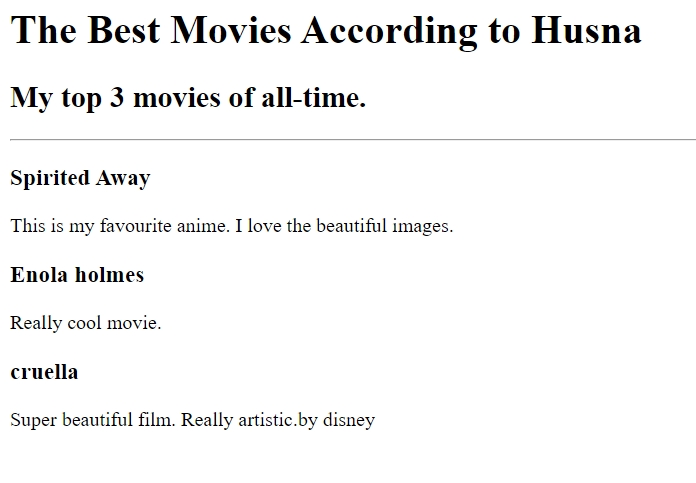 The Best Movies According to Husna
My top 3 movies of all-time.
Spirited Away
This is my favourite anime. I love the beautiful images.
Enola holmes
Really cool movie.
cruella
Super beautiful film. Really artistic.by disney